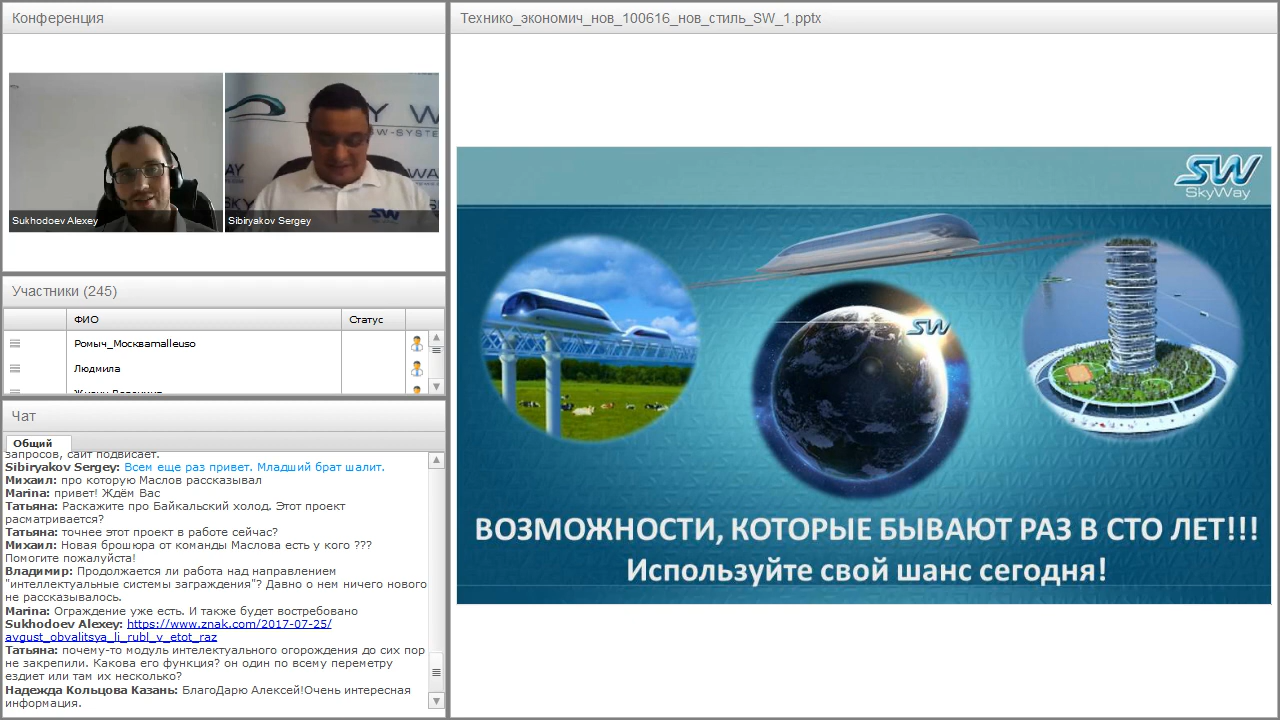 Конференция
Sukhodoev Alexey
Sibiryakov Sergey
Участники (245)
ФИО
Статус
Ромыч_Москваmalleuso
Людмила
Чат
Общий
запросов, сайт подвисает.
Sibiryakov Sergey: Всем еще раз привет. Младший брат шалит.
Михаил: про которую Маслов рассказывал
Marina: привет! Ждём Вас
Татьяна: Раскажите про Байкальский холод. Этот проект
расматривается?
Татьяна: точнее этот проект в работе сейчас?
Михаил: Новая брошюра от команды Маслова есть у кого ???
Помогите пожалуйста!
Владимир: Продолжается ли работа над направлением
"интеллектуальные системы заграждения"? Давно о нем ничего нового
не рассказывалось.
Marina: Ограждение уже есть. И также будет востребовано
Sukhodoev Alexey: https://www.znak.com/2017-07-25/
avgust_obvalitsya_li_rubl_v_etot_raz
Татьяна: почему-то модуль интелектуального огорождения до сих пор
не закрепили. Какова его функция? он один по всему переметру
ездиет или там их несколько?
Надежда Кольцова Казань: БлагоДарю Алексей!Очень интересная
информация.
Технико_экономич_нов_100616_нов_стиль_SW_1.pptx
SW
SkyWay
SW
ВОЗМОЖНОСТИ, КОТОРЫЕ БЫВАЮТ РАЗ В СТО ЛЕТ!!!
Используйте свой шанс сегодня!